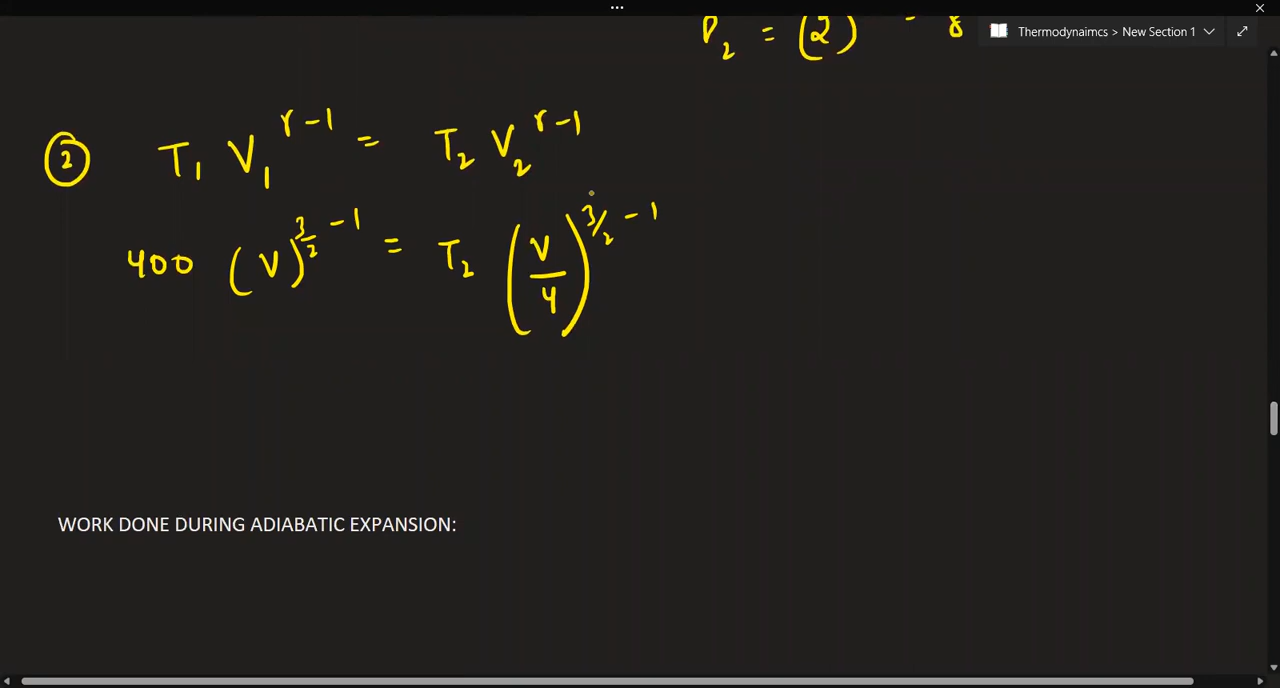 ...
Thermodynaimcs > New Section 1
P₂ = (2) = 8
② T₁ V₁^(r-1) = T₂ V₂^(r-1)
400 (V)^(3/2 - 1) = T₂ (V/4)^(3/2 - 1)
WORK DONE DURING ADIABATIC EXPANSION: